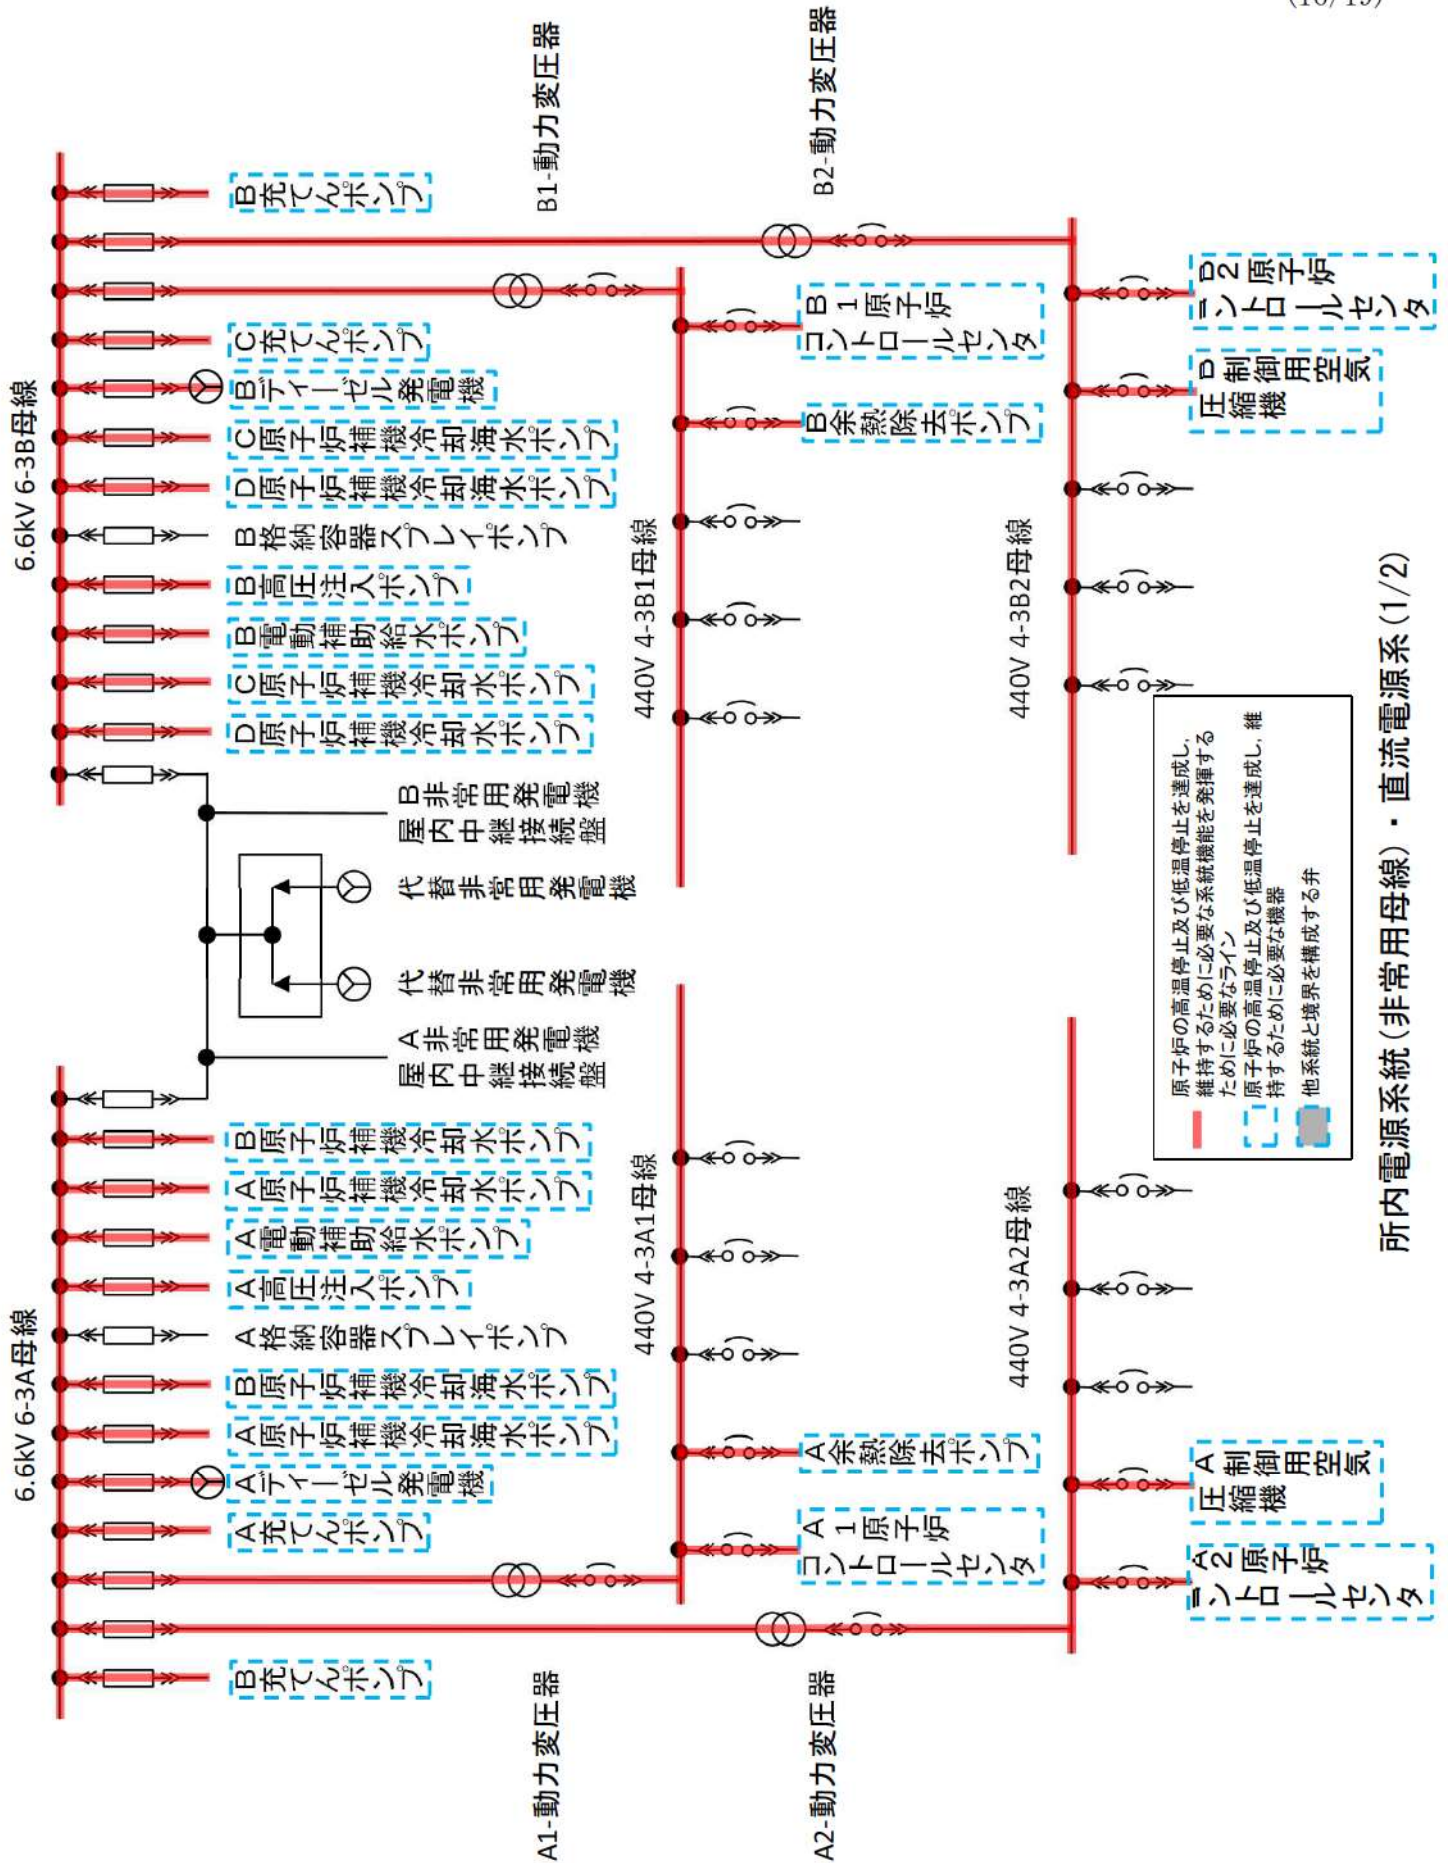 (16/19)
6.6kV 6-3A母線
6.6kV 6-3B母線
B充てんポンプ
A充てんポンプ
Aディーゼル発電機
A原子炉補機冷却海水ポンプ
B原子炉補機冷却海水ポンプ
A格納容器スプレイポンプ
A高圧注入ポンプ
A電動補助給水ポンプ
A原子炉補機冷却水ポンプ
B原子炉補機冷却水ポンプ
A非常用発電機
屋内中継接続盤
代替非常用発電機
代替非常用発電機
B非常用発電機
屋内中継接続盤
D原子炉補機冷却水ポンプ
C原子炉補機冷却水ポンプ
B電動補助給水ポンプ
B高圧注入ポンプ
B格納容器スプレイポンプ
D原子炉補機冷却海水ポンプ
C原子炉補機冷却海水ポンプ
Bディーゼル発電機
C充てんポンプ
B充てんポンプ
A1-動力変圧器
440V 4-3A1母線
440V 4-3B1母線
B1-動力変圧器
A1原子炉
コントロールセンタ
A余熱除去ポンプ
B余熱除去ポンプ
B1原子炉
コントロールセンタ
A2-動力変圧器
440V 4-3A2母線
440V 4-3B2母線
B2-動力変圧器
A2原子炉
コントロールセンタ
A制御用空気
圧縮機
B制御用空気
圧縮機
B2原子炉
コントロールセンタ
原子炉の高温停止及び低温停止を達成し,
維持するために必要な系統機能を発揮する
ために必要なライン
原子炉の高温停止及び低温停止を達成し, 維
持するために必要な機器
他系統と境界を構成する弁
所内電源系統(非常用母線)・直流電源系(1/2)